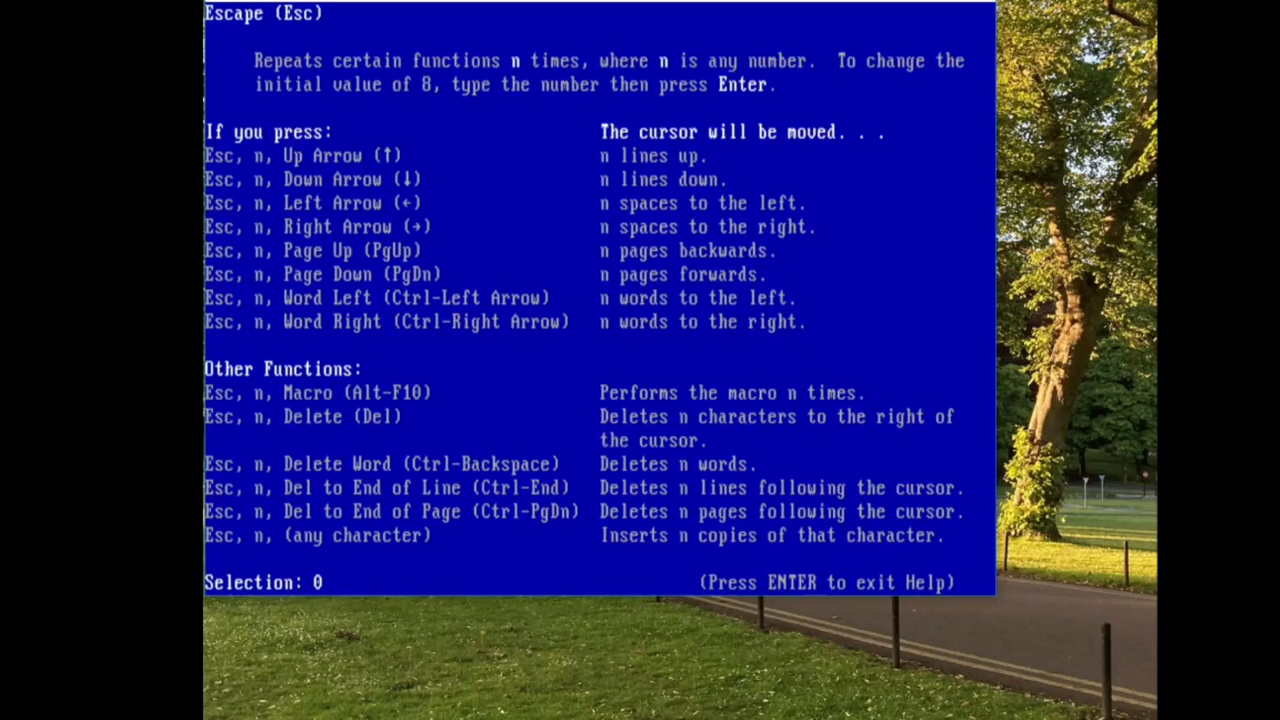 Escape (Esc)
Repeats certain functions n times, where n is any number. To change the
initial value of 8, type the number then press Enter.
If you press: The cursor will be moved. . .
Esc, n, Up Arrow (↑) n lines up.
Esc, n, Down Arrow (↓) n lines down.
Esc, n, Left Arrow (←) n spaces to the left.
Esc, n, Right Arrow (→) n spaces to the right.
Esc, n, Page Up (PgUp) n pages backwards.
Esc, n, Page Down (PgDn) n pages forwards.
Esc, n, Word Left (Ctrl-Left Arrow) n words to the left.
Esc, n, Word Right (Ctrl-Right Arrow) n words to the right.
Other Functions:
Esc, n, Macro (Alt-F10) Performs the macro n times.
Esc, n, Delete (Del) Deletes n characters to the right of
the cursor.
Esc, n, Delete Word (Ctrl-Backspace) Deletes n words.
Esc, n, Del to End of Line (Ctrl-End) Deletes n lines following the cursor.
Esc, n, Del to End of Page (Ctrl-PgDn) Deletes n pages following the cursor.
Esc, n, (any character) Inserts n copies of that character.
Selection: 0 (Press ENTER to exit Help)